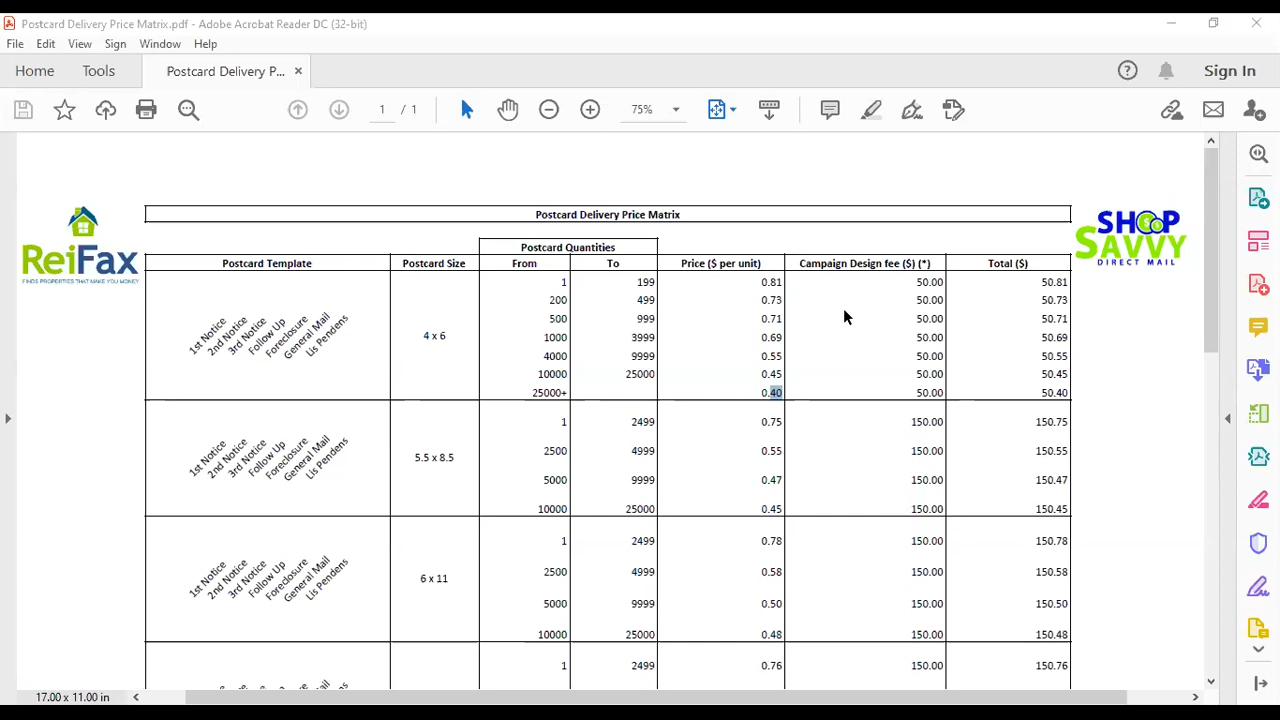 Postcard Delivery Price Matrix.pdf - Adobe Acrobat Reader DC (32-bit)
File Edit View Sign Window Help
Home Tools Postcard Delivery P... × Sign In
1 / 1 75%
Postcard Delivery Price Matrix
ReiFax
FINDS PROPERTIES THAT MAKE YOU MONEY
SHOP
SAVVY
DIRECT MAIL
Postcard Quantities
Postcard Template Postcard Size From To Price ($ per unit) Campaign Design fee ($) (*) Total ($)
1st Notice
2nd Notice
3rd Notice
Follow Up
Foreclosure
General Mail
Lis Pendens
4 x 6
1 199 0.81 50.00 50.81
200 499 0.73 50.00 50.73
500 999 0.71 50.00 50.71
1000 3999 0.69 50.00 50.69
4000 9999 0.55 50.00 50.55
10000 25000 0.45 50.00 50.45
25000+ 0.40 50.00 50.40
1st Notice
2nd Notice
3rd Notice
Follow Up
Foreclosure
General Mail
Lis Pendens
5.5 x 8.5
1 2499 0.75 150.00 150.75
2500 4999 0.55 150.00 150.55
5000 9999 0.47 150.00 150.47
10000 25000 0.45 150.00 150.45
1st Notice
2nd Notice
3rd Notice
Follow Up
Foreclosure
General Mail
Lis Pendens
6 x 11
1 2499 0.78 150.00 150.78
2500 4999 0.58 150.00 150.58
5000 9999 0.50 150.00 150.50
10000 25000 0.48 150.00 150.48
1 2499 0.76 150.00 150.76
17.00 x 11.00 in